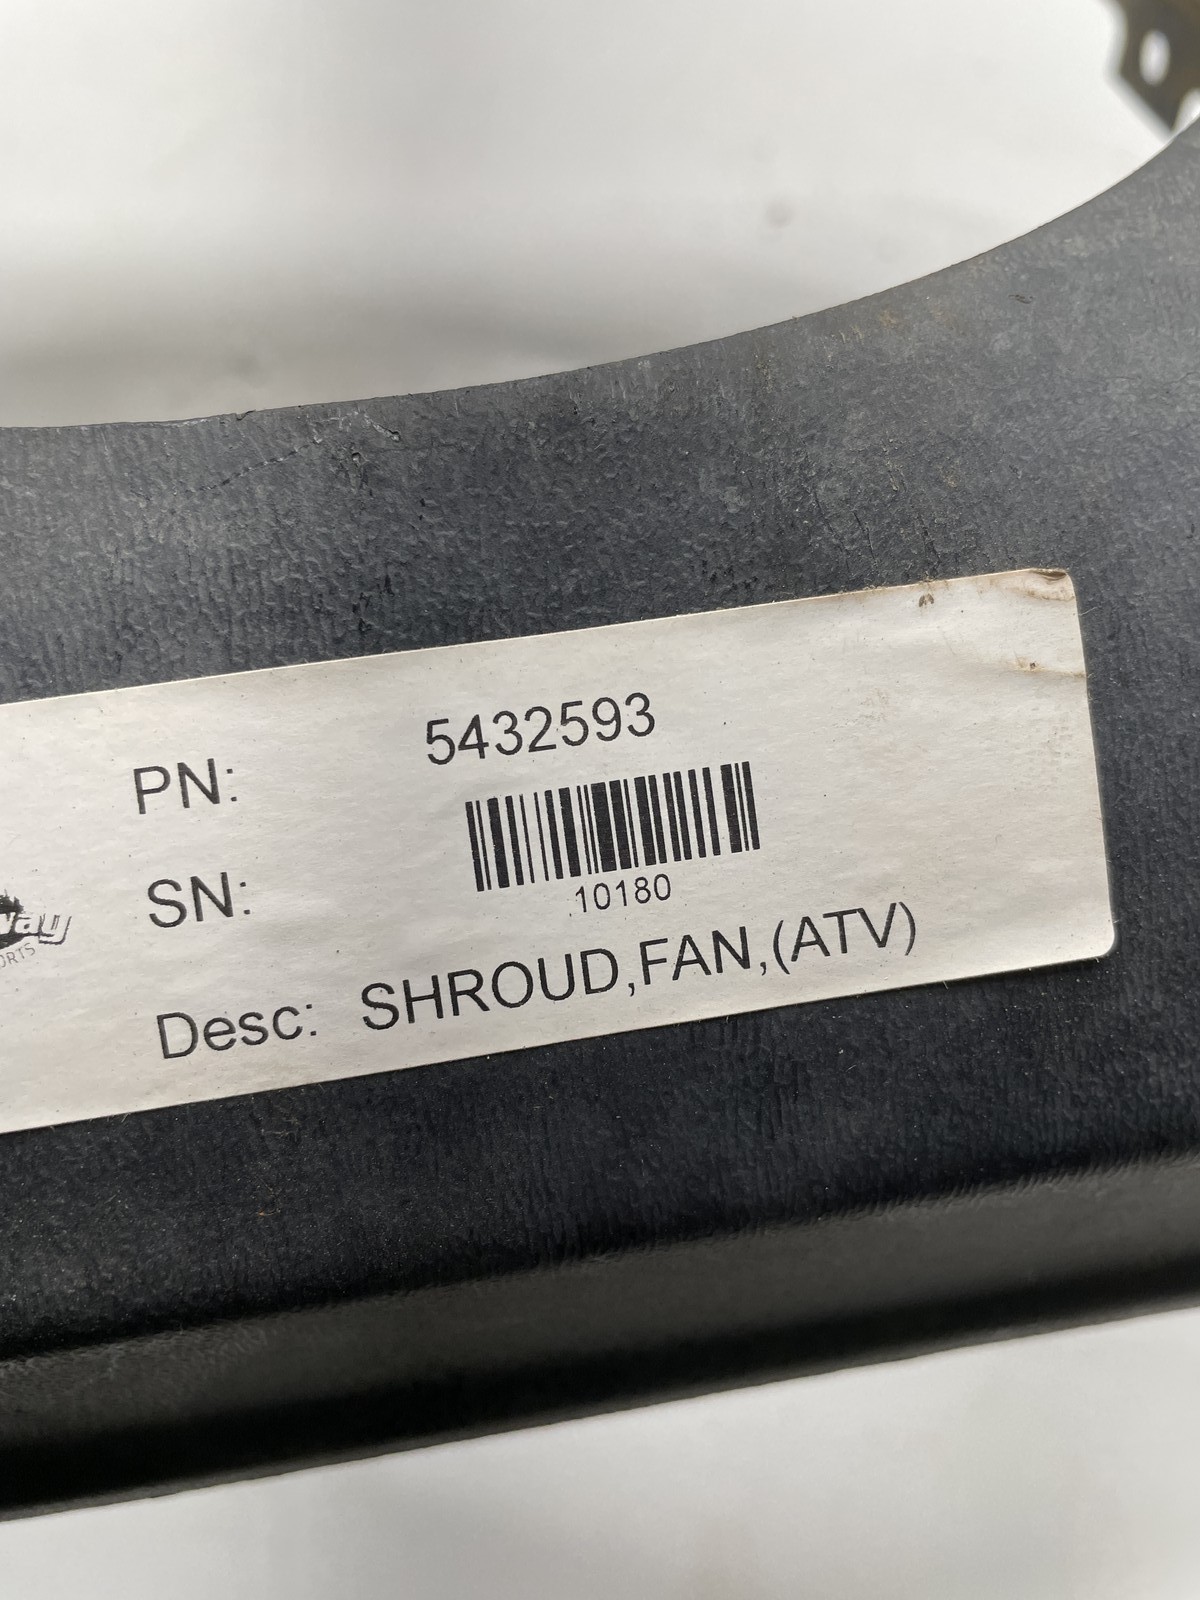 PN: 5432593
SN:
10180
Desc: SHROUD,FAN,(ATV)